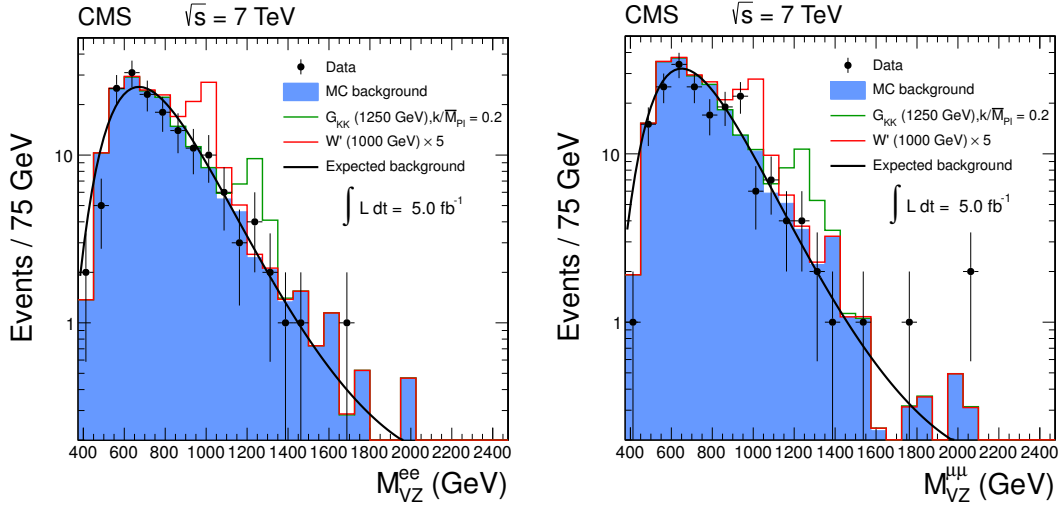 CMS √s = 7 TeV
Events / 75 GeV
10
1
Data
MC background
G_KK (1250 GeV),k/M̅_Pl = 0.2
W' (1000 GeV) × 5
Expected background
∫ L dt = 5.0 fb⁻¹
400 600 800 1000 1200 1400 1600 1800 2000 2200 2400
M_VZ^ee (GeV)
CMS √s = 7 TeV
Events / 75 GeV
10
1
Data
MC background
G_KK (1250 GeV),k/M̅_Pl = 0.2
W' (1000 GeV) × 5
Expected background
∫ L dt = 5.0 fb⁻¹
400 600 800 1000 1200 1400 1600 1800 2000 2200 2400
M_VZ^μμ (GeV)